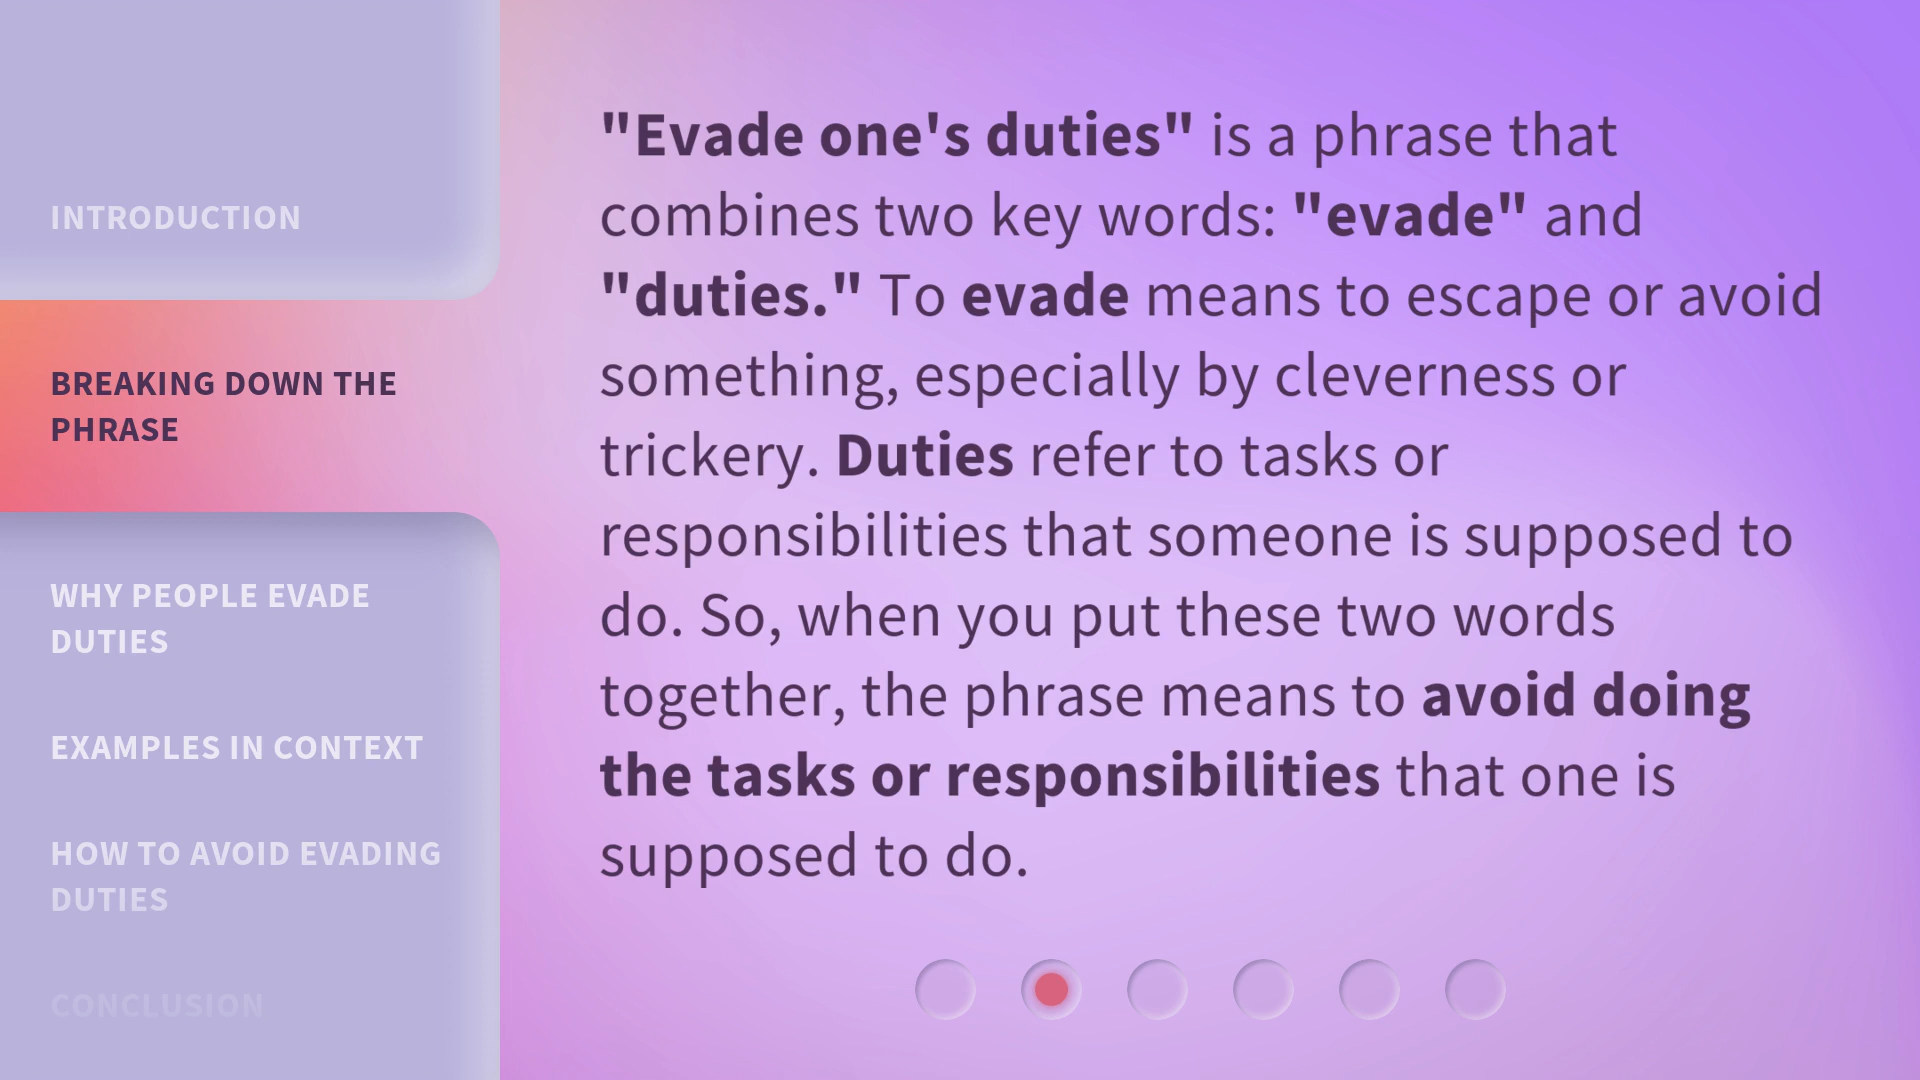 INTRODUCTION
BREAKING DOWN THE
PHRASE
WHY PEOPLE EVADE
DUTIES
EXAMPLES IN CONTEXT
HOW TO AVOID EVADING
DUTIES
CONCLUSION
"Evade one's duties" is a phrase that
combines two key words: "evade" and
"duties." To evade means to escape or avoid
something, especially by cleverness or
trickery. Duties refer to tasks or
responsibilities that someone is supposed to
do. So, when you put these two words
together, the phrase means to avoid doing
the tasks or responsibilities that one is
supposed to do.